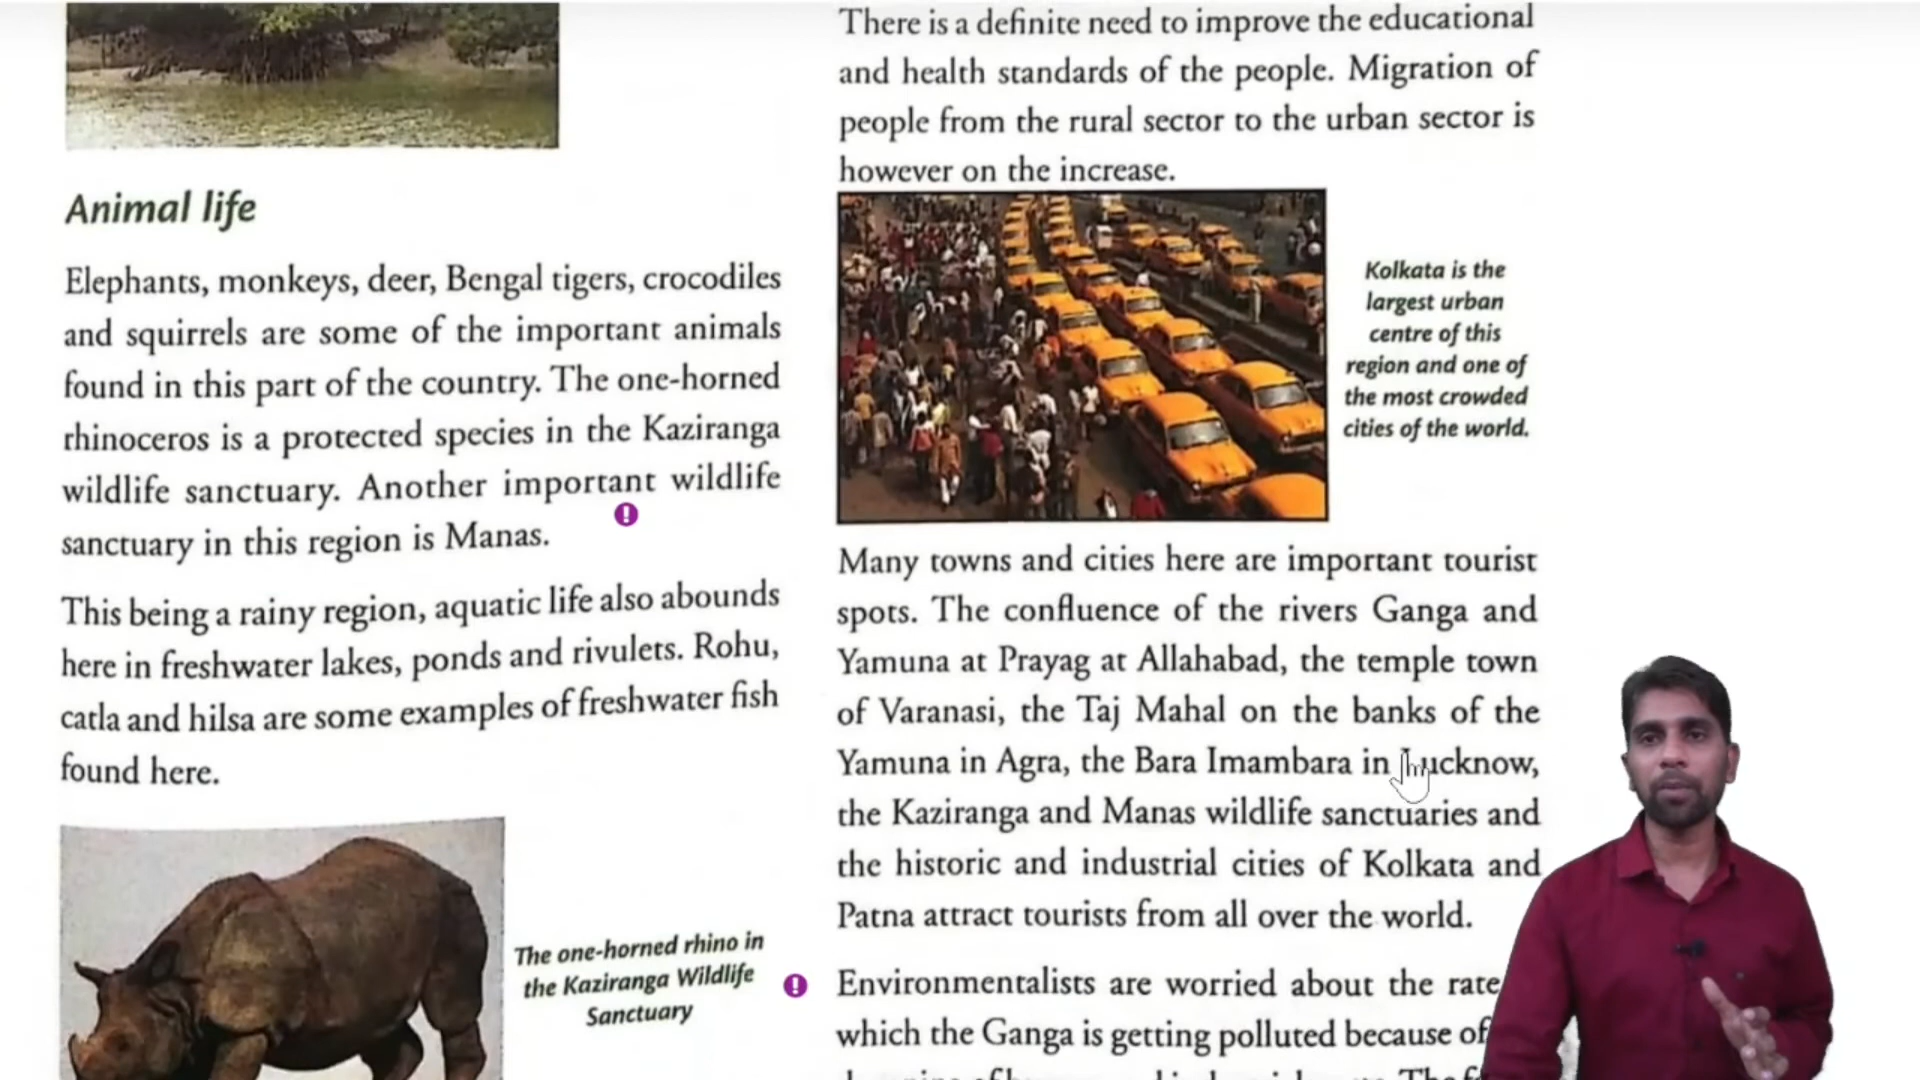 Animal life
Elephants, monkeys, deer, Bengal tigers, crocodiles
and squirrels are some of the important animals
found in this part of the country. The one-horned
rhinoceros is a protected species in the Kaziranga
wildlife sanctuary. Another important wildlife
sanctuary in this region is Manas.
This being a rainy region, aquatic life also abounds
here in freshwater lakes, ponds and rivulets. Rohu,
catla and hilsa are some examples of freshwater fish
found here.
The one-horned rhino in
the Kaziranga Wildlife
Sanctuary
There is a definite need to improve the educational
and health standards of the people. Migration of
people from the rural sector to the urban sector is
however on the increase.
Kolkata is the
largest urban
centre of this
region and one of
the most crowded
cities of the world.
Many towns and cities here are important tourist
spots. The confluence of the rivers Ganga and
Yamuna at Prayag at Allahabad, the temple town
of Varanasi, the Taj Mahal on the banks of the
Yamuna in Agra, the Bara Imambara in Lucknow,
the Kaziranga and Manas wildlife sanctuaries and
the historic and industrial cities of Kolkata and
Patna attract tourists from all over the world.
Environmentalists are worried about the rate
which the Ganga is getting polluted because of